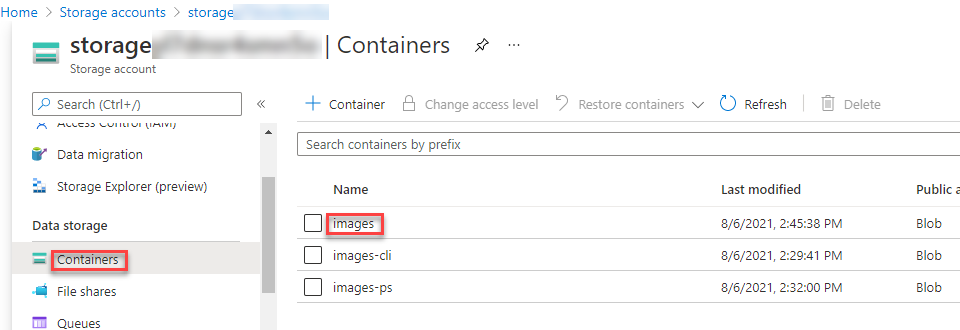 Home > Storage accounts > storage
storage | Containers
Storage account
Search (Ctrl+/)
«
+ Container
Change access level
Restore containers
Refresh
Delete
Access Control (IAM)
Data migration
Storage Explorer (preview)
Data storage
Containers
File shares
Queues
Search containers by prefix
Name Last modified Public a
images 8/6/2021, 2:45:38 PM Blob
images-cli 8/6/2021, 2:29:41 PM Blob
images-ps 8/6/2021, 2:32:00 PM Blob